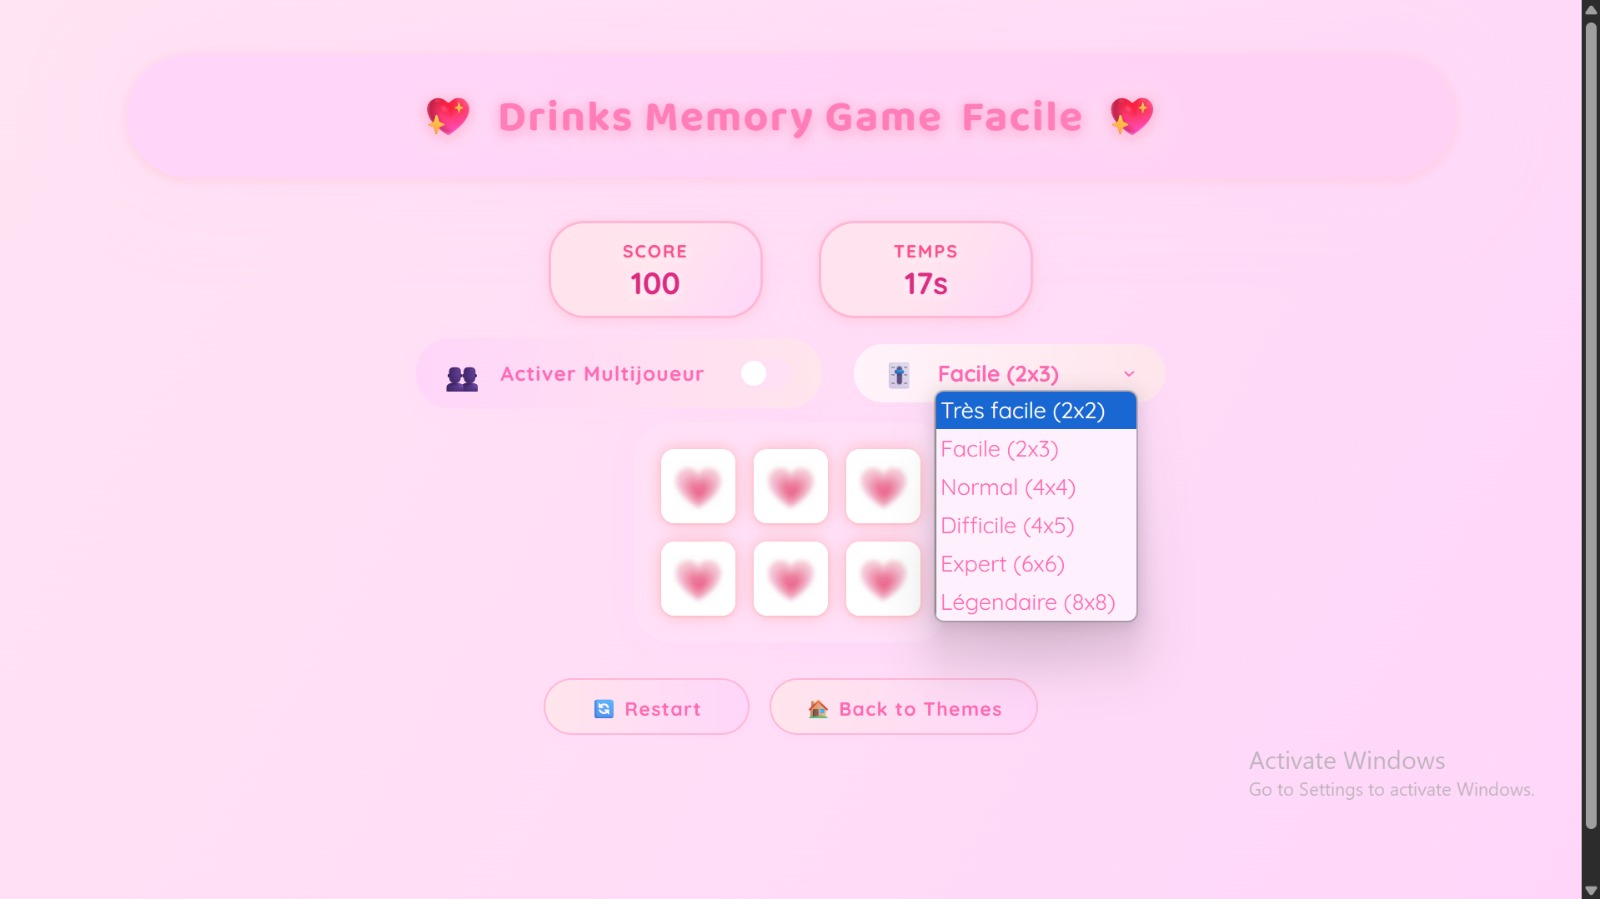 Drinks Memory Game Facile
SCORE
100
TEMPS
17s
Activer Multijoueur
Facile (2x3)
Très facile (2x2)
Facile (2x3)
Normal (4x4)
Difficile (4x5)
Expert (6x6)
Légendaire (8x8)
Restart
Back to Themes
Activate Windows
Go to Settings to activate Windows.